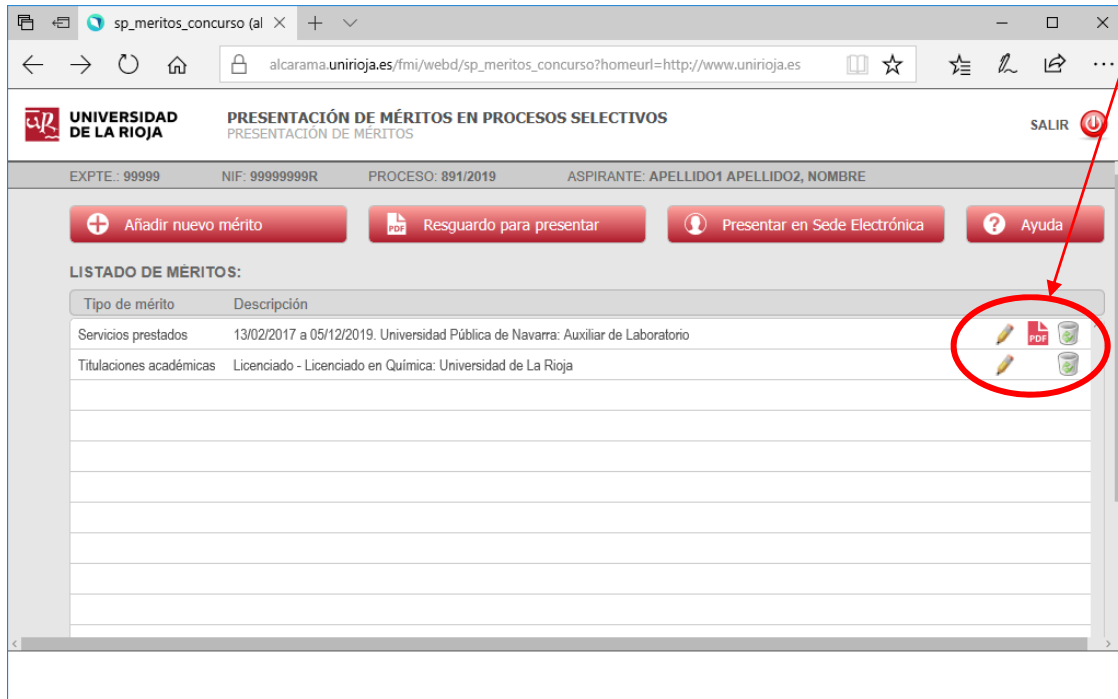 sp_meritos_concurso (al
alcarama.unirioja.es/fmi/webd/sp_meritos_concurso?homeurl=http://www.unirioja.es
UR UNIVERSIDAD DE LA RIOJA
PRESENTACIÓN DE MÉRITOS EN PROCESOS SELECTIVOS
PRESENTACIÓN DE MÉRITOS
SALIR
EXPTE.: 99999 NIF: 99999999R PROCESO: 891/2019 ASPIRANTE: APELLIDO1 APELLIDO2, NOMBRE
Añadir nuevo mérito PDF Resguardo para presentar Presentar en Sede Electrónica ? Ayuda
LISTADO DE MÉRITOS:
Tipo de mérito Descripción
Servicios prestados 13/02/2017 a 05/12/2019. Universidad Pública de Navarra: Auxiliar de Laboratorio PDF
Titulaciones académicas Licenciado - Licenciado en Química: Universidad de La Rioja